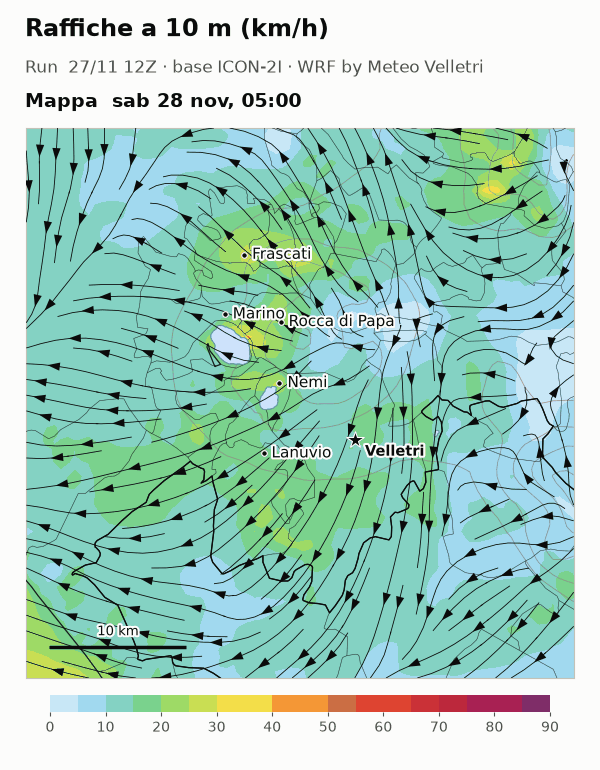 Raffiche a 10 m (km/h)
Run  27/11 12Z · base ICON-2I · WRF by Meteo Velletri
Mappa  sab 28 nov, 05:00
Frascati
Marino
Rocca di Papa
Nemi
Velletri
Lanuvio
10 km
0 10 20 30 40 50 60 70 80 90